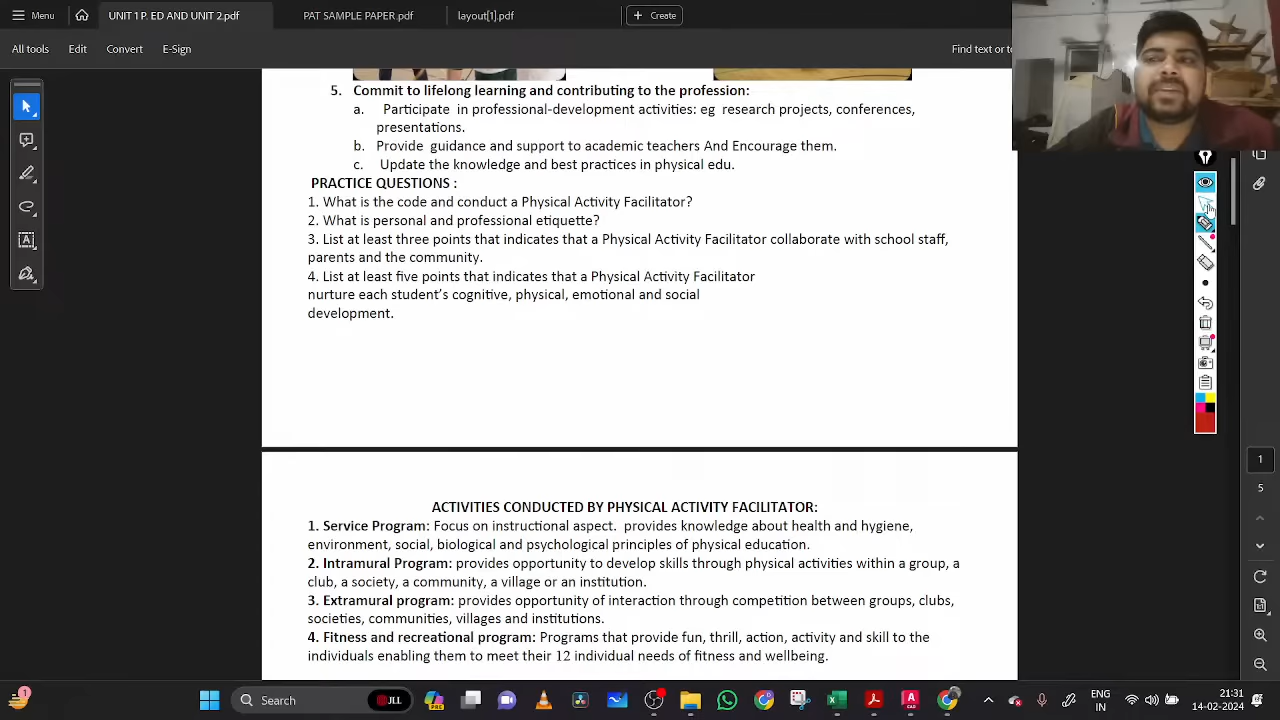 Menu
UNIT 1 P. ED AND UNIT 2.pdf
PAT SAMPLE PAPER.pdf
layout[1].pdf
+ Create
All tools
Edit
Convert
E-Sign
Find text or to
5. Commit to lifelong learning and contributing to the profession:
a. Participate in professional-development activities: eg research projects, conferences,
presentations.
b. Provide guidance and support to academic teachers And Encourage them.
c. Update the knowledge and best practices in physical edu.
PRACTICE QUESTIONS :
1. What is the code and conduct a Physical Activity Facilitator?
2. What is personal and professional etiquette?
3. List at least three points that indicates that a Physical Activity Facilitator collaborate with school staff,
parents and the community.
4. List at least five points that indicates that a Physical Activity Facilitator
nurture each student's cognitive, physical, emotional and social
development.
ACTIVITIES CONDUCTED BY PHYSICAL ACTIVITY FACILITATOR:
1. Service Program: Focus on instructional aspect. provides knowledge about health and hygiene,
environment, social, biological and psychological principles of physical education.
2. Intramural Program: provides opportunity to develop skills through physical activities within a group, a
club, a society, a community, a village or an institution.
3. Extramural program: provides opportunity of interaction through competition between groups, clubs,
societies, communities, villages and institutions.
4. Fitness and recreational program: Programs that provide fun, thrill, action, activity and skill to the
individuals enabling them to meet their 12 individual needs of fitness and wellbeing.
1
5
1
Search
JLL
PRE
CAD
ENG
IN
21:31
14-02-2024